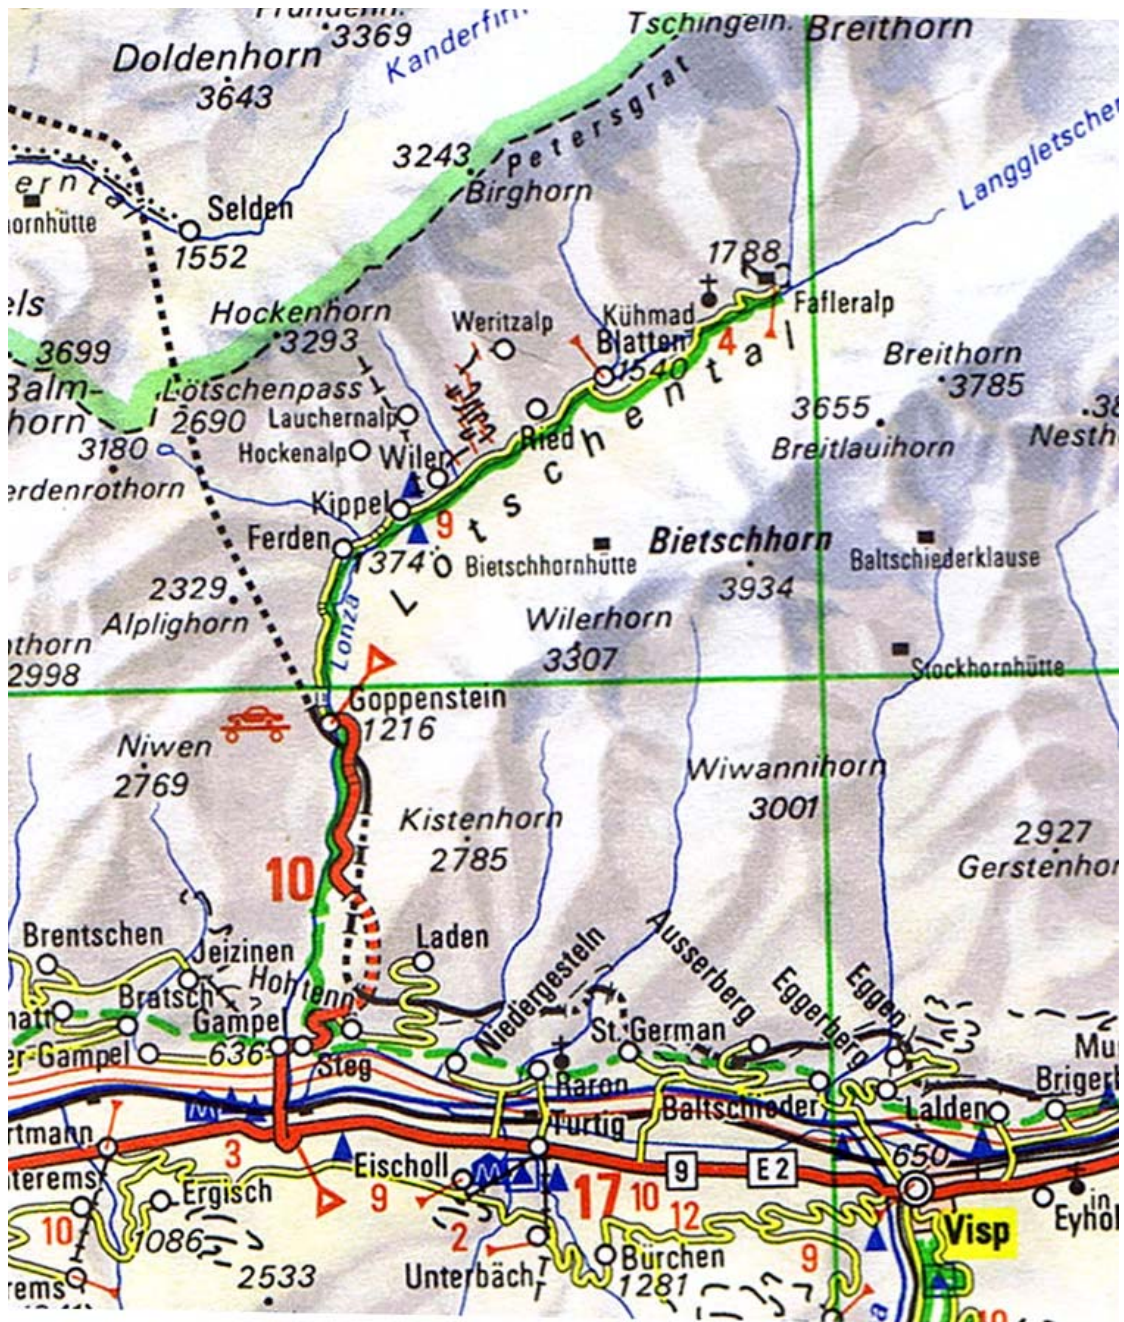 3369
Tschingeln. Breithorn
Doldenhorn
3643
Kanderfirn
Petersgrat
3243
Birghorn
Langgletscher
Selden
1552
1788
Hockenhorn
3293
Weritzalp
Kühmad
Fafleralp
Blatten
4
1540
3699
Balm-
horn
Lötschenpass
2690
Lauchernalp
Breithorn
3785
3655
Breitlauihorn
3180
Hockenalp
Wiler
Ried
Kippel
9
Lötschental
Ferden
1374
Bietschhornhütte
Bietschhorn
3934
Baltschiederklause
2329
Alplighorn
Lonza
Wilerhorn
3307
2998
Stockhornhütte
Goppenstein
1216
Niwen
2769
Wiwannihorn
3001
Kistenhorn
2785
2927
10
Brentschen
Jeizinen
Laden
Niedergesteln
Ausserberg
Eggerberg
Eggen
Hohtenn
Bratsch
Gampel
636
Steg
St. German
Raron
Baltschieder
Lalden
Turtig
650
3
Eischoll
9
9
E2
17
10
12
Ergisch
10
1086
2
Visp
2533
Unterbäch
Bürchen
1281
9